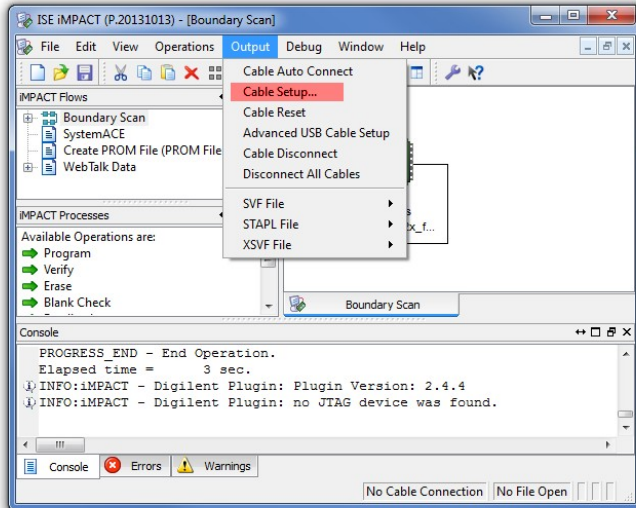 ISE iMPACT (P.20131013) - [Boundary Scan]
File Edit View Operations Output Debug Window Help
Cable Auto Connect
Cable Setup...
Cable Reset
Advanced USB Cable Setup
Cable Disconnect
Disconnect All Cables
SVF File
STAPL File
XSVF File
iMPACT Flows
Boundary Scan
SystemACE
Create PROM File (PROM File
WebTalk Data
iMPACT Processes
Available Operations are:
Program
Verify
Erase
Blank Check
Boundary Scan
Console
PROGRESS_END - End Operation.
Elapsed time = 3 sec.
INFO:iMPACT - Digilent Plugin: Plugin Version: 2.4.4
INFO:iMPACT - Digilent Plugin: no JTAG device was found.
Console Errors Warnings
No Cable Connection No File Open